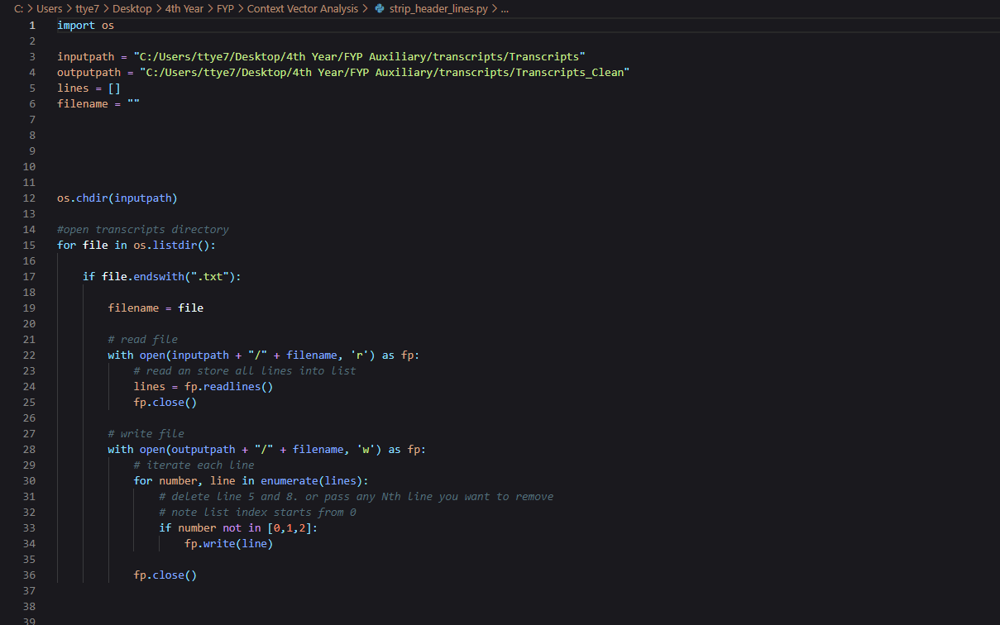 C: > Users > ttye7 > Desktop > 4th Year > FYP > Context Vector Analysis > strip_header_lines.py > ...
1 import os
2
3 inputpath = "C:/Users/ttye7/Desktop/4th Year/FYP Auxiliary/transcripts/Transcripts"
4 outputpath = "C:/Users/ttye7/Desktop/4th Year/FYP Auxiliary/transcripts/Transcripts_Clean"
5 lines = []
6 filename = ""
7
8
9
10
11
12 os.chdir(inputpath)
13
14 #open transcripts directory
15 for file in os.listdir():
16
17     if file.endswith(".txt"):
18
19         filename = file
20
21         # read file
22         with open(inputpath + "/" + filename, 'r') as fp:
23             # read an store all lines into list
24             lines = fp.readlines()
25             fp.close()
26
27         # write file
28         with open(outputpath + "/" + filename, 'w') as fp:
29             # iterate each line
30             for number, line in enumerate(lines):
31                 # delete line 5 and 8. or pass any Nth line you want to remove
32                 # note list index starts from 0
33                 if number not in [0,1,2]:
34                     fp.write(line)
35
36             fp.close()
37
38
39